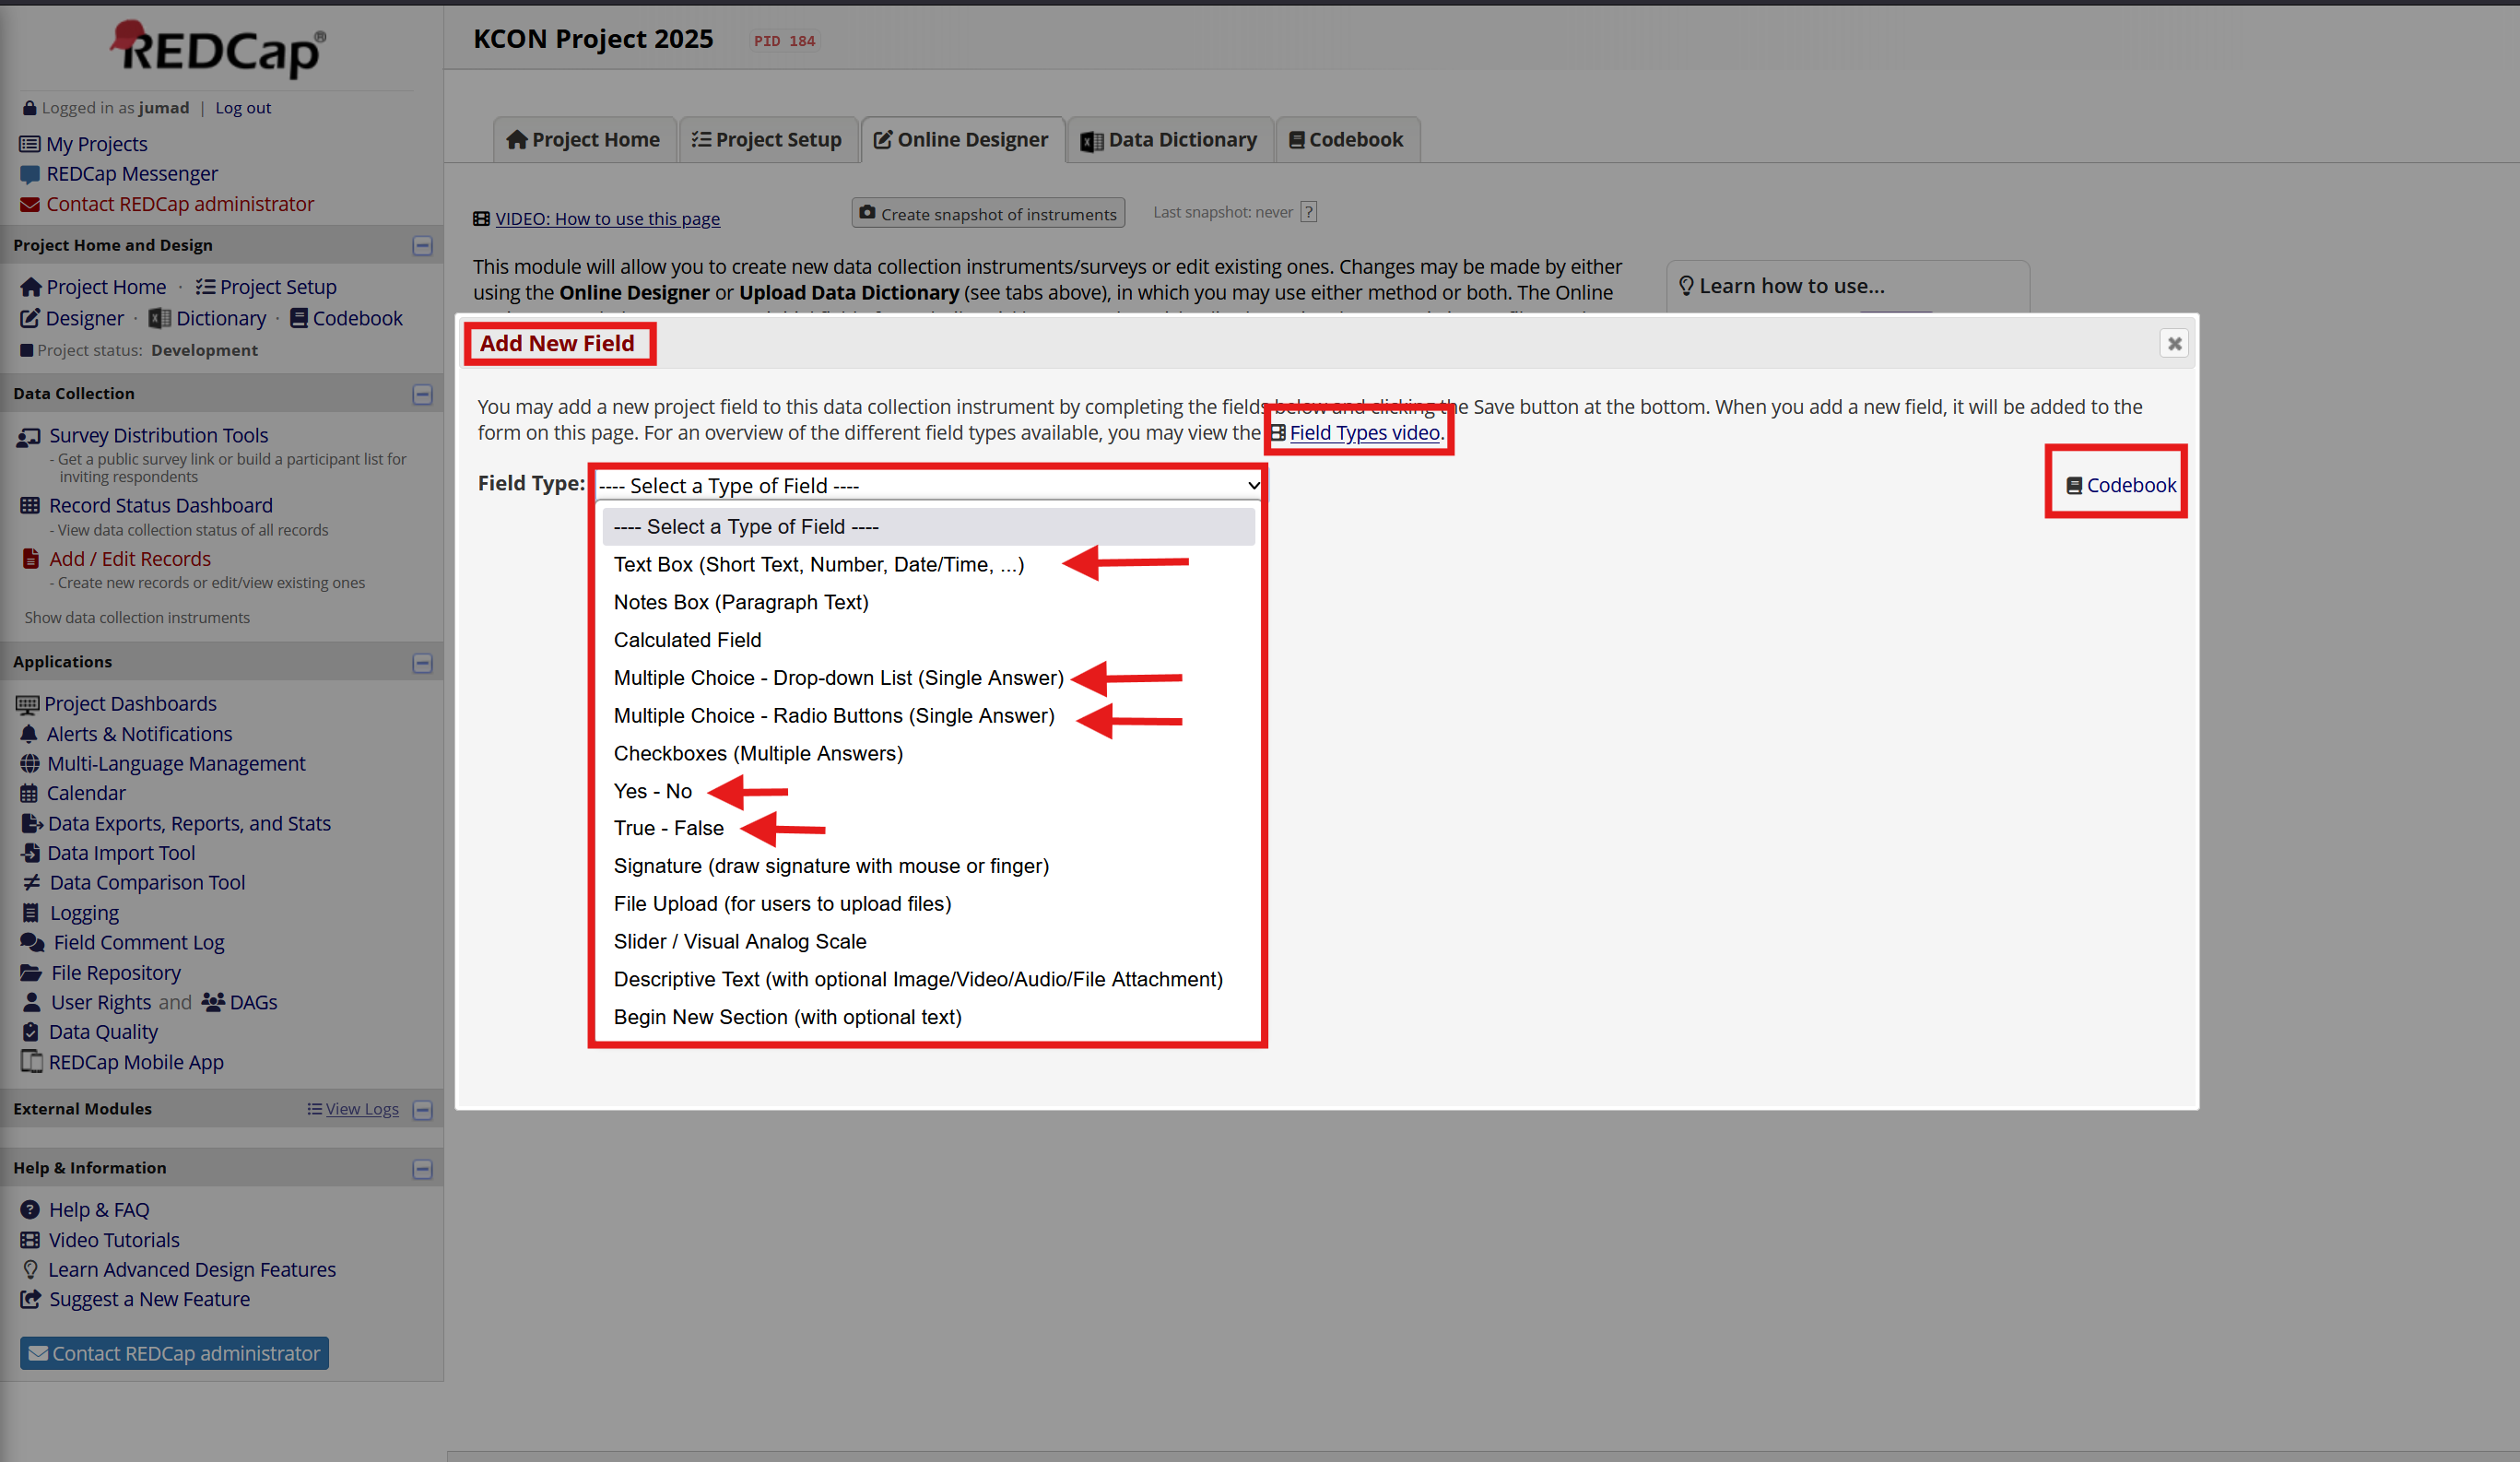 REDCap®
Logged in as jumad | Log out
My Projects
REDCap Messenger
Contact REDCap administrator
Project Home and Design
Project Home · Project Setup
Designer · Dictionary · Codebook
Project status: Development
Data Collection
Survey Distribution Tools
- Get a public survey link or build a participant list for
inviting respondents
Record Status Dashboard
- View data collection status of all records
Add / Edit Records
- Create new records or edit/view existing ones
Show data collection instruments
Applications
Project Dashboards
Alerts & Notifications
Multi-Language Management
Calendar
Data Exports, Reports, and Stats
Data Import Tool
Data Comparison Tool
Logging
Field Comment Log
File Repository
User Rights and DAGs
Data Quality
REDCap Mobile App
External Modules View Logs
Help & Information
Help & FAQ
Video Tutorials
Learn Advanced Design Features
Suggest a New Feature
Contact REDCap administrator
KCON Project 2025 PID 184
Project Home Project Setup Online Designer Data Dictionary Codebook
VIDEO: How to use this page Create snapshot of instruments Last snapshot: never ?
This module will allow you to create new data collection instruments/surveys or edit existing ones. Changes may be made by either
using the Online Designer or Upload Data Dictionary (see tabs above), in which you may use either method or both. The Online
Learn how to use...
Add New Field
You may add a new project field to this data collection instrument by completing the fields below and clicking the Save button at the bottom. When you add a new field, it will be added to the
form on this page. For an overview of the different field types available, you may view the Field Types video.
Field Type: ---- Select a Type of Field ----
Codebook
---- Select a Type of Field ----
Text Box (Short Text, Number, Date/Time, ...)
Notes Box (Paragraph Text)
Calculated Field
Multiple Choice - Drop-down List (Single Answer)
Multiple Choice - Radio Buttons (Single Answer)
Checkboxes (Multiple Answers)
Yes - No
True - False
Signature (draw signature with mouse or finger)
File Upload (for users to upload files)
Slider / Visual Analog Scale
Descriptive Text (with optional Image/Video/Audio/File Attachment)
Begin New Section (with optional text)